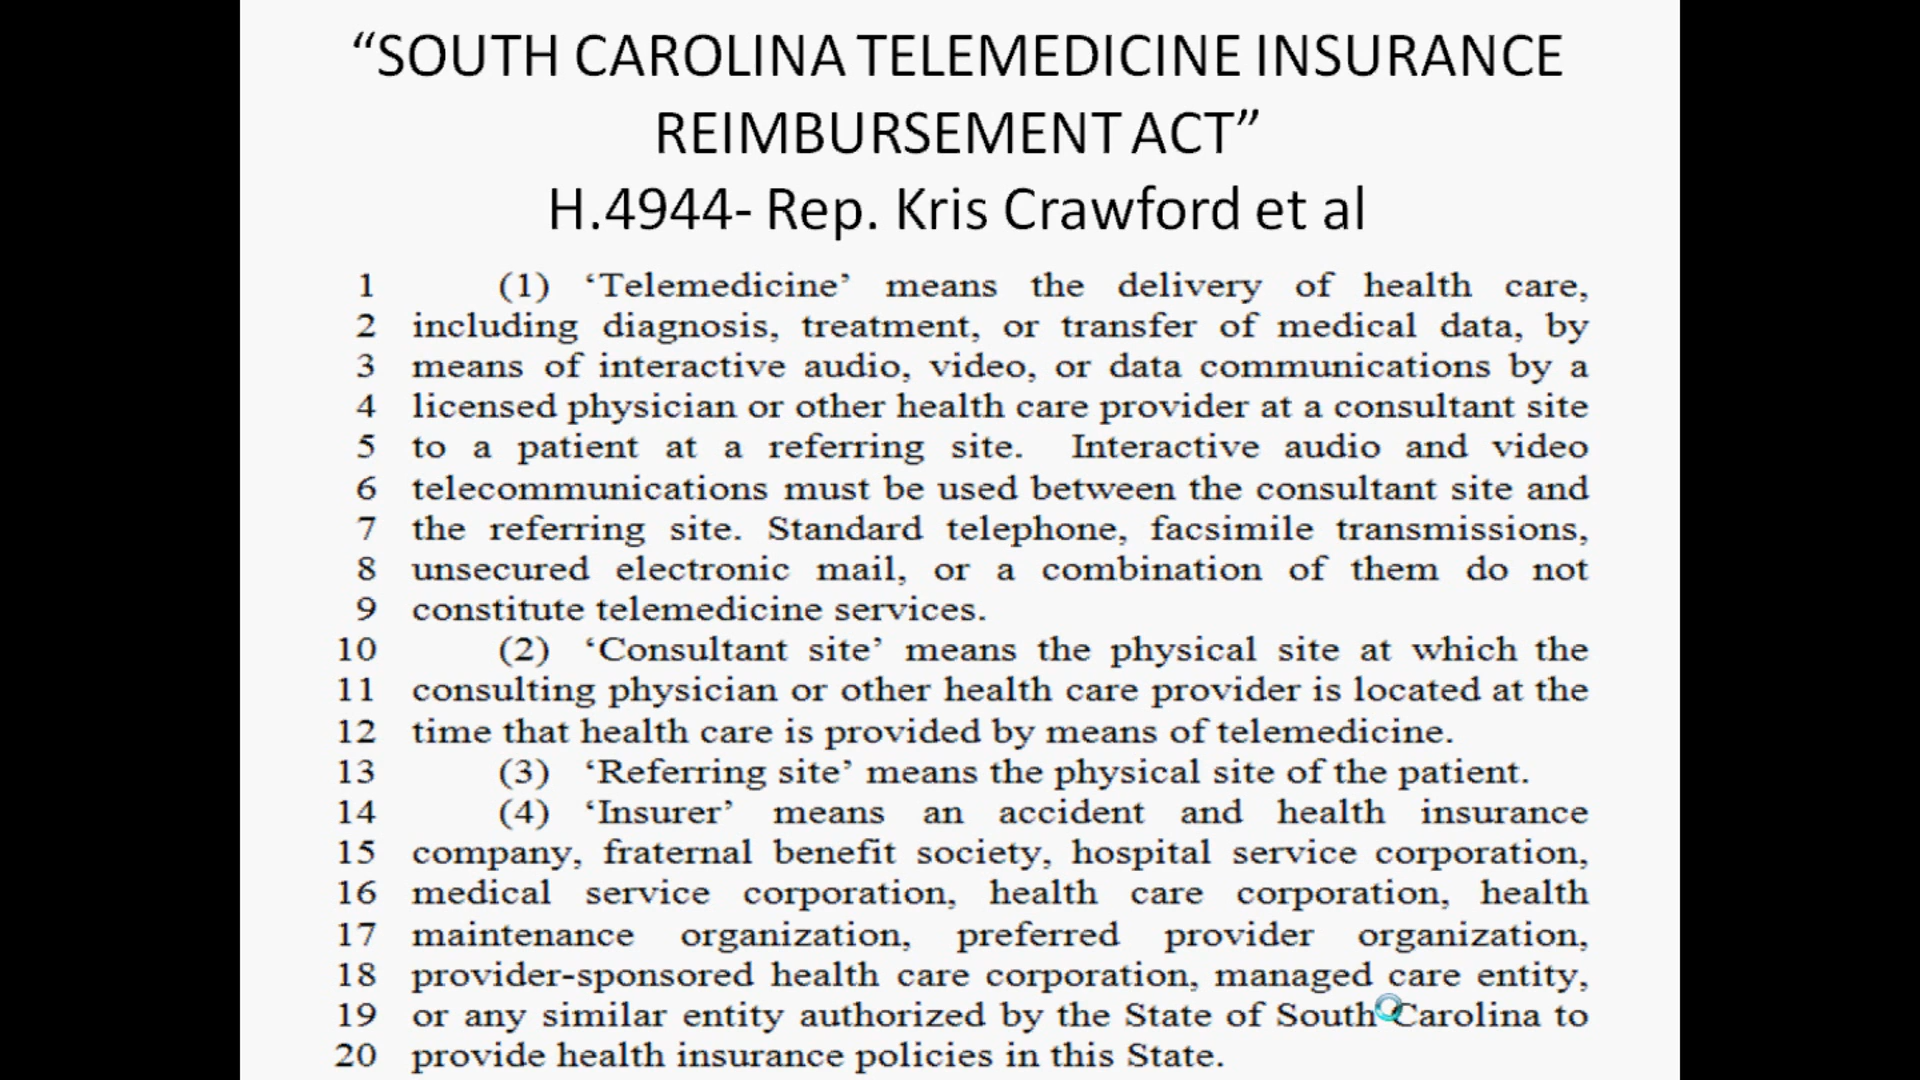 “SOUTH CAROLINA TELEMEDICINE INSURANCE
REIMBURSEMENT ACT”
H.4944- Rep. Kris Crawford et al
1 (1) ‘Telemedicine’ means the delivery of health care,
2 including diagnosis, treatment, or transfer of medical data, by
3 means of interactive audio, video, or data communications by a
4 licensed physician or other health care provider at a consultant site
5 to a patient at a referring site. Interactive audio and video
6 telecommunications must be used between the consultant site and
7 the referring site. Standard telephone, facsimile transmissions,
8 unsecured electronic mail, or a combination of them do not
9 constitute telemedicine services.
10 (2) ‘Consultant site’ means the physical site at which the
11 consulting physician or other health care provider is located at the
12 time that health care is provided by means of telemedicine.
13 (3) ‘Referring site’ means the physical site of the patient.
14 (4) ‘Insurer’ means an accident and health insurance
15 company, fraternal benefit society, hospital service corporation,
16 medical service corporation, health care corporation, health
17 maintenance organization, preferred provider organization,
18 provider-sponsored health care corporation, managed care entity,
19 or any similar entity authorized by the State of South Carolina to
20 provide health insurance policies in this State.